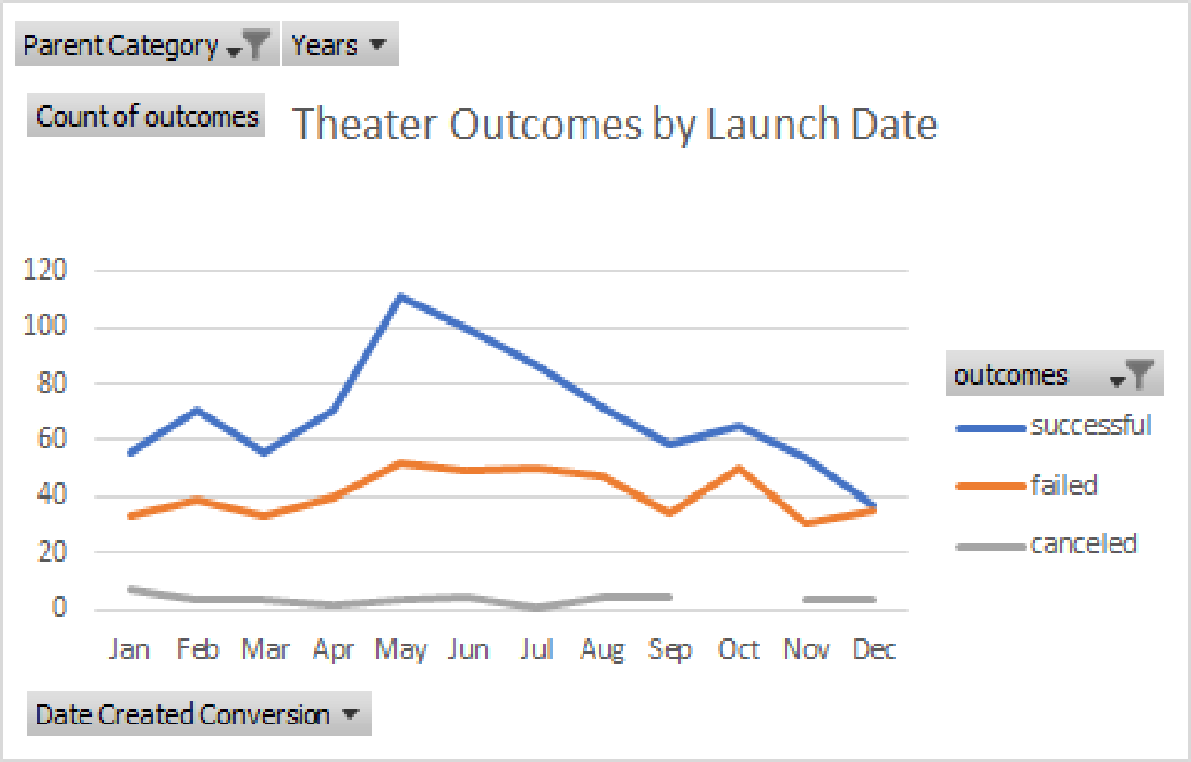 Parent Category Years
Count of outcomes
Theater Outcomes by Launch Date
120
100
80
60
40
20
0
Jan Feb Mar Apr May Jun Jul Aug Sep Oct Nov Dec
outcomes
successful
failed
cancelled
Date Created Conversion